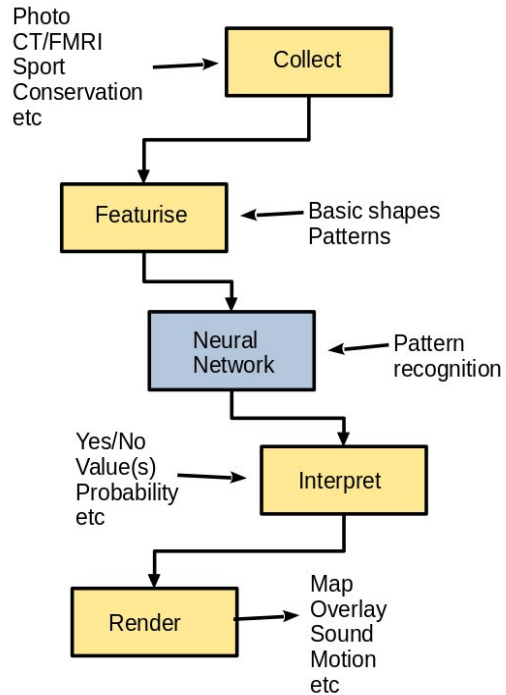 Photo
CT/FMRI
Sport
Conservation
etc
Collect
Featurise
Basic shapes
Patterns
Neural
Network
Pattern
recognition
Yes/No
Value(s)
Probability
etc
Interpret
Render
Map
Overlay
Sound
Motion
etc